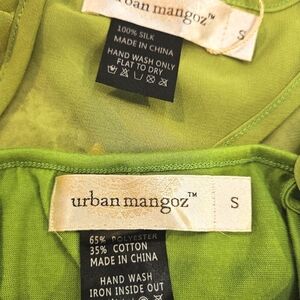 urban mangoz™
S
100% SILK
MADE IN CHINA
HAND WASH ONLY
FLAT TO DRY
urban mangoz™
S
65% POLYESTER
35% COTTON
MADE IN CHINA
HAND WASH
IRON INSIDE OUT